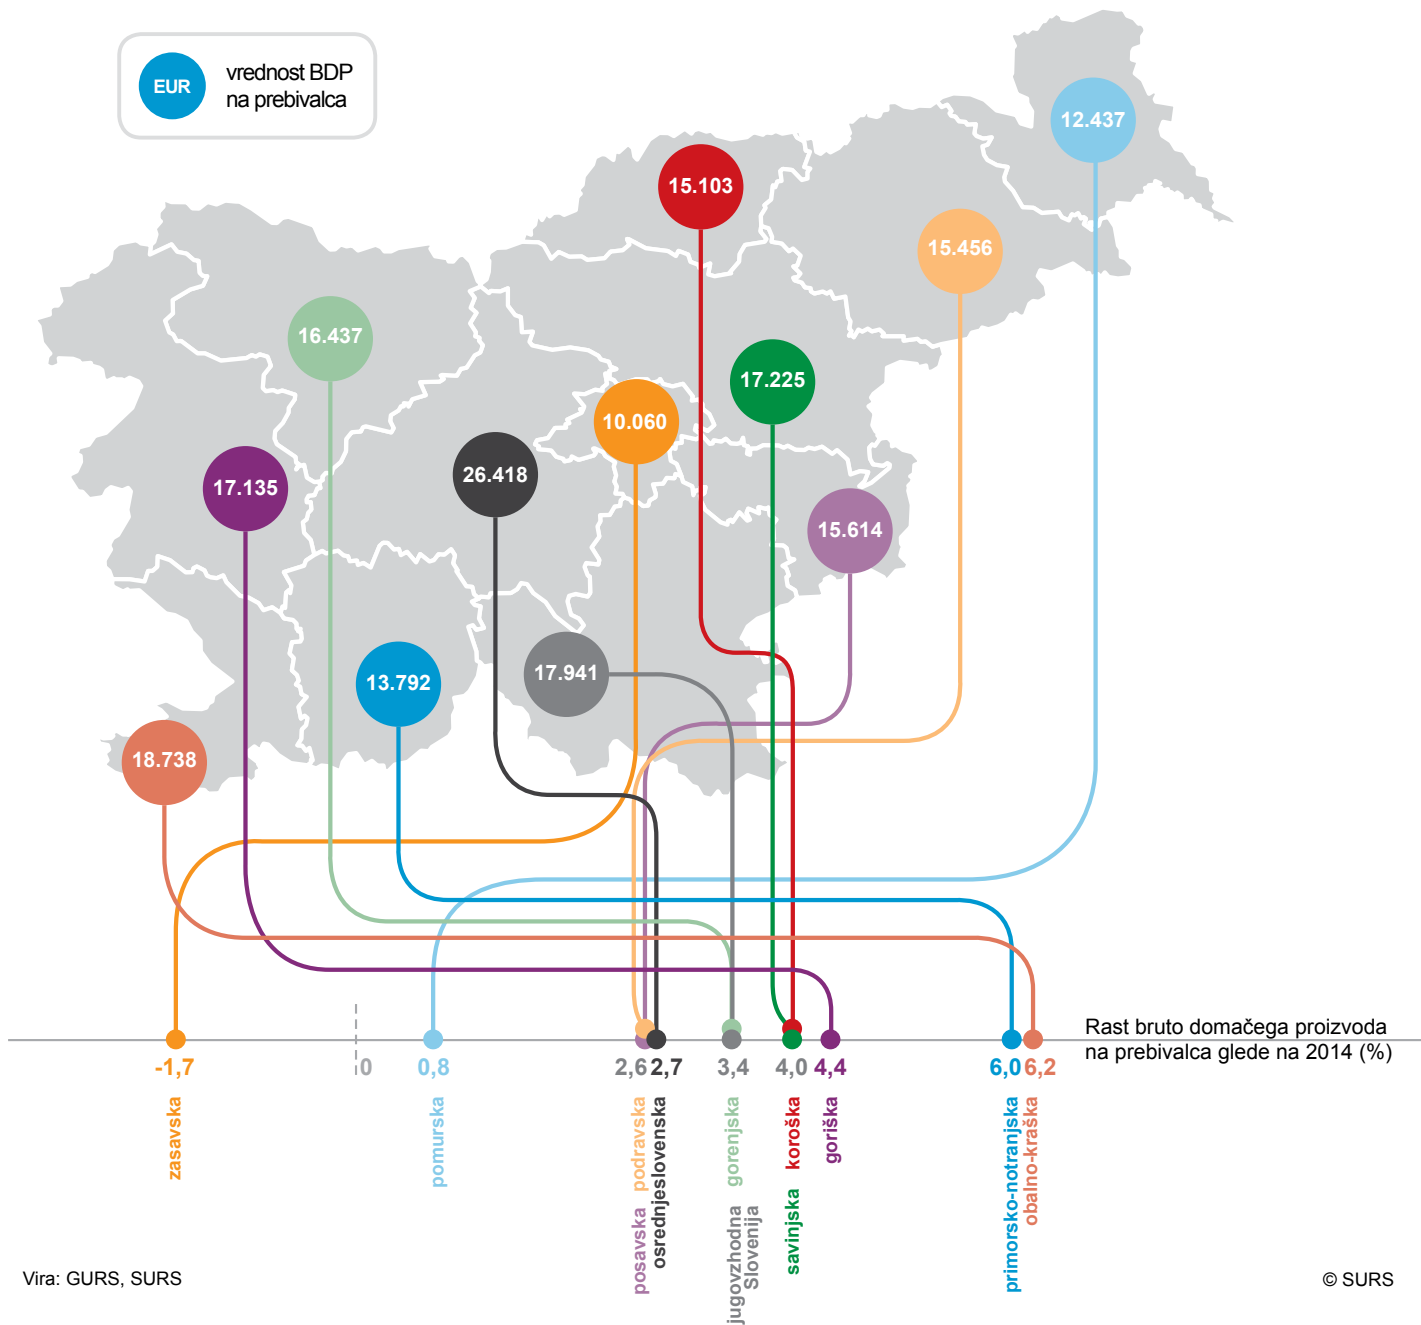 EUR
vrednost BDP
na prebivalca
12.437
15.103
15.456
16.437
17.225
10.060
26.418
17.135
15.614
17.941
13.792
18.738
Rast bruto domačega proizvoda
na prebivalca glede na 2014 (%)
-1,7
0
0,8
2,6
2,7
3,4
4,0
4,4
6,0
6,2
zasavska
pomurska
posavska
podravska
osrednjeslovenska
gorenjska
jugovzhodna
Slovenija
koroška
savinjska
goriška
primorsko-notranjska
obalno-kraška
Vira: GURS, SURS
© SURS